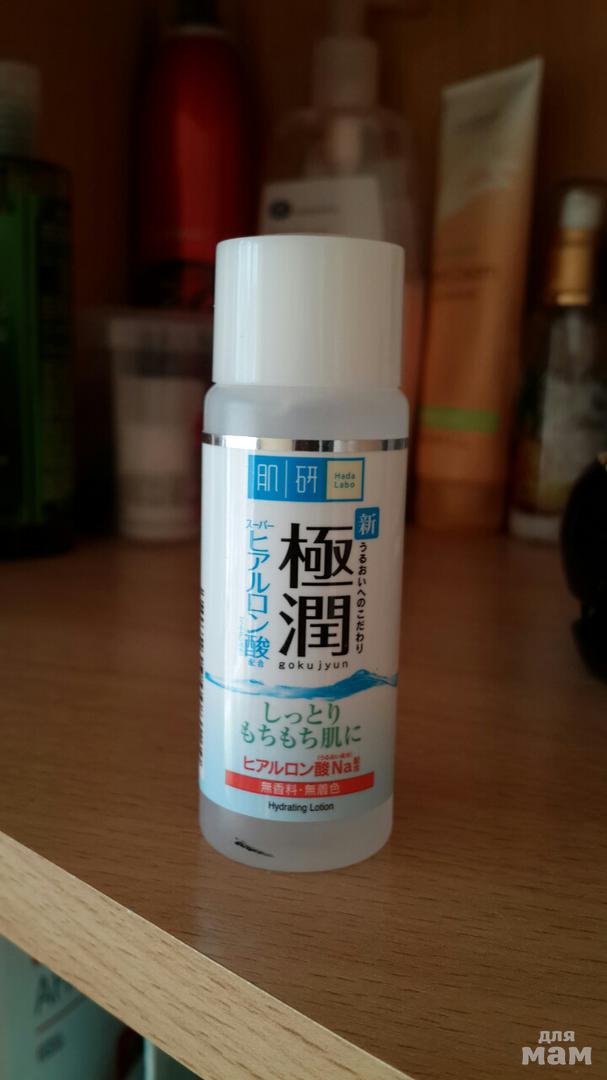 肌研 Hada Labo
新 うるおいへのこだわり
極潤
gokujyun
スーパーヒアルロン酸
配合
しっとり
もちもち肌に
ヒアルロン酸Na配合
無香料・無着色
Hydrating Lotion
для
мам